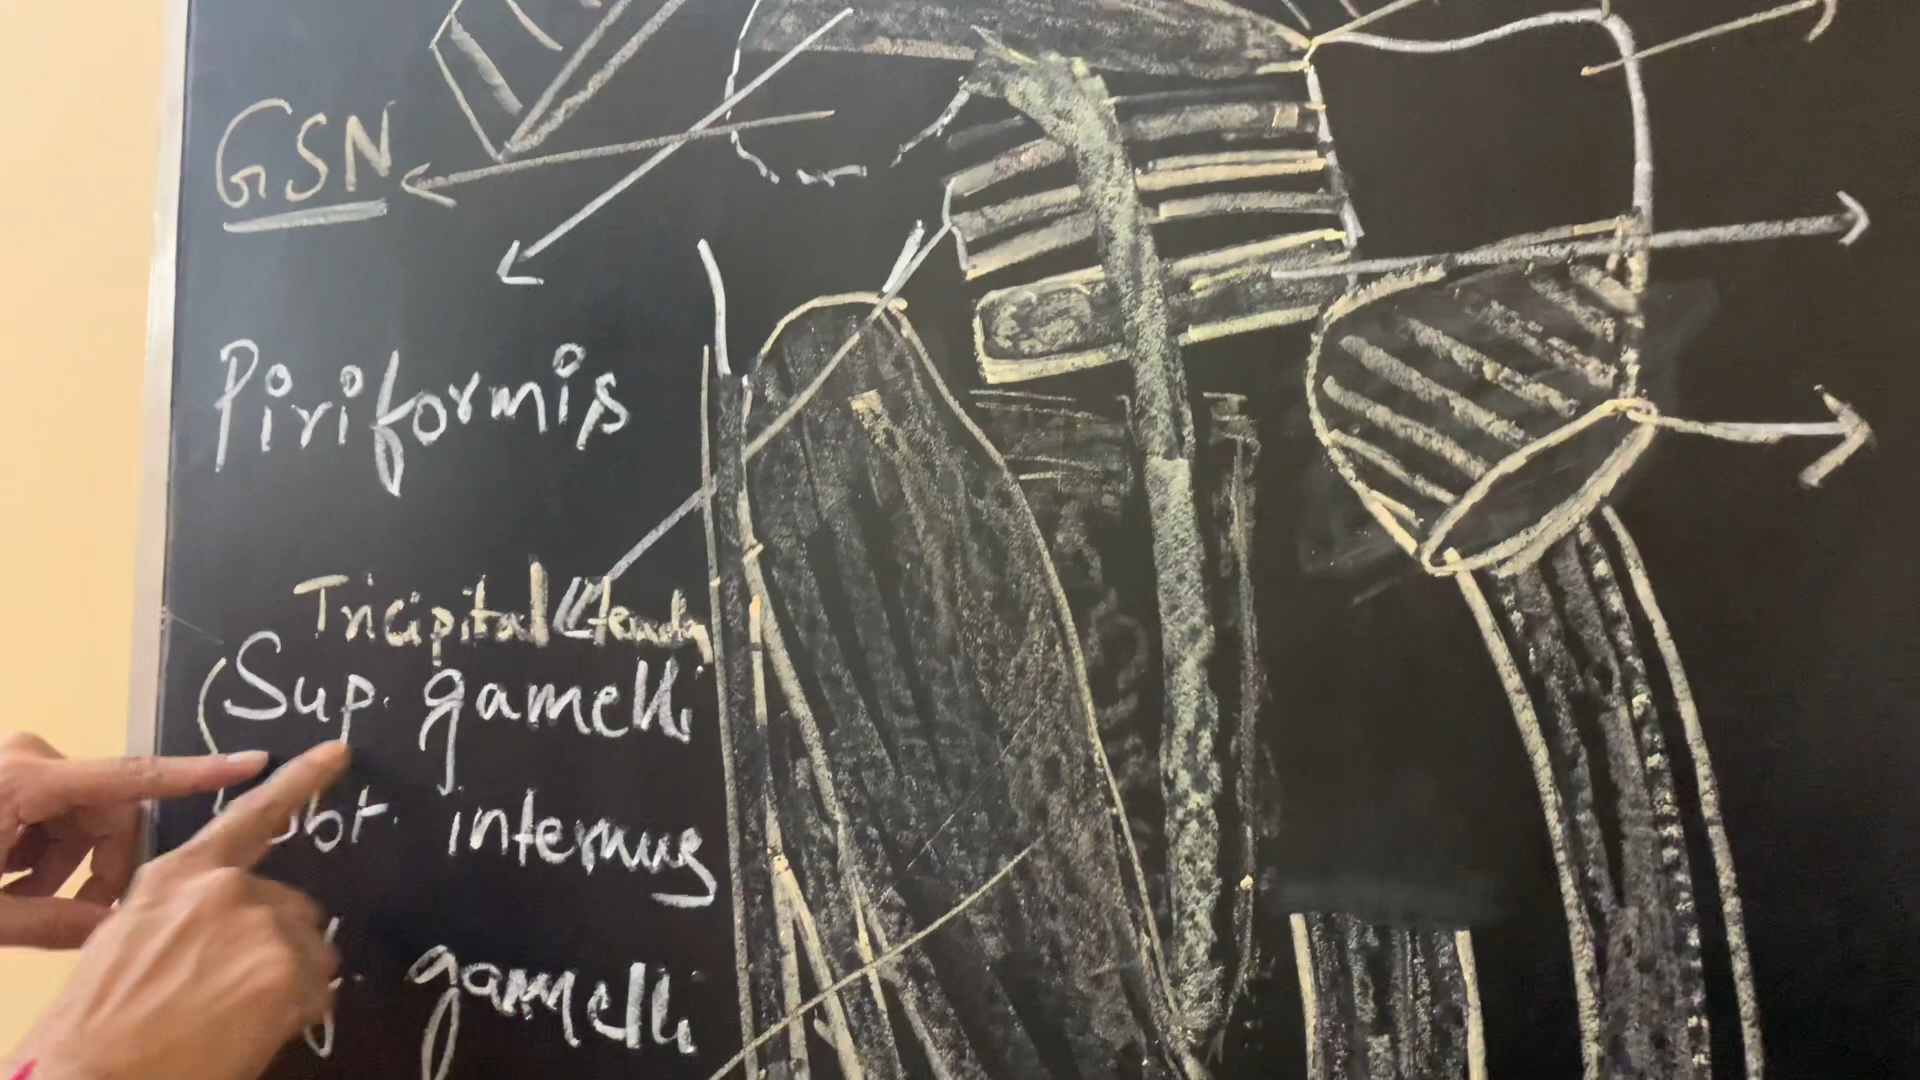 GSN
Piriformis
Tricipital
Sup. gamelli
obt. internus
gamelli